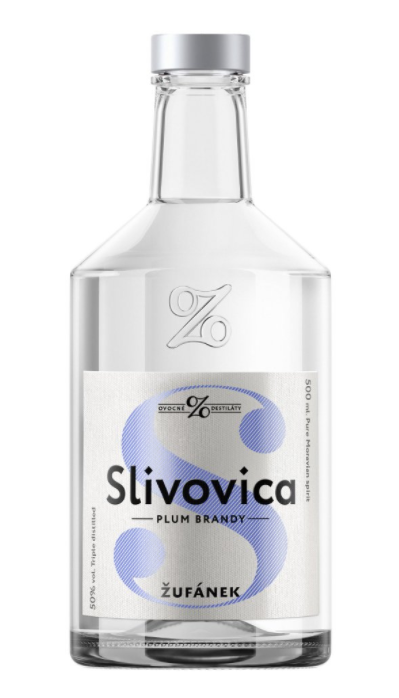 OVOCNÉ % DESTILÁTY
Slivovica
PLUM BRANDY
ŽUFÁNEK
50% vol. Triple distilled
500 ml. Pure Moravian spirit